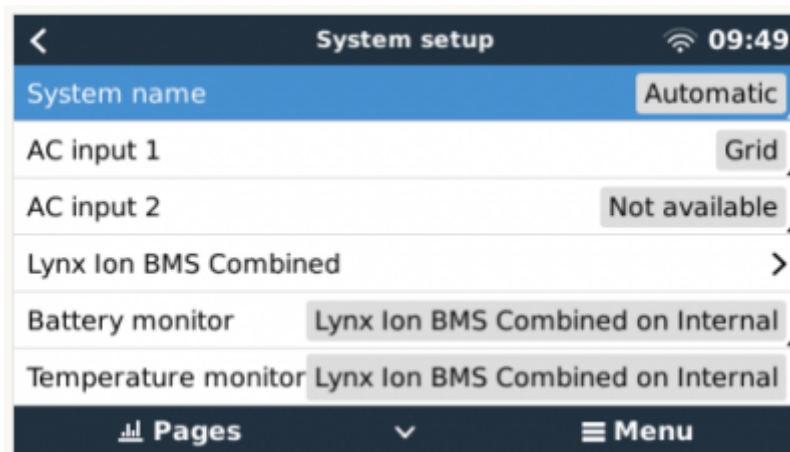 System setup 09:49
System name Automatic
AC input 1 Grid
AC input 2 Not available
Lynx Ion BMS Combined
Battery monitor Lynx Ion BMS Combined on Internal
Temperature monitor Lynx Ion BMS Combined on Internal
Pages Menu